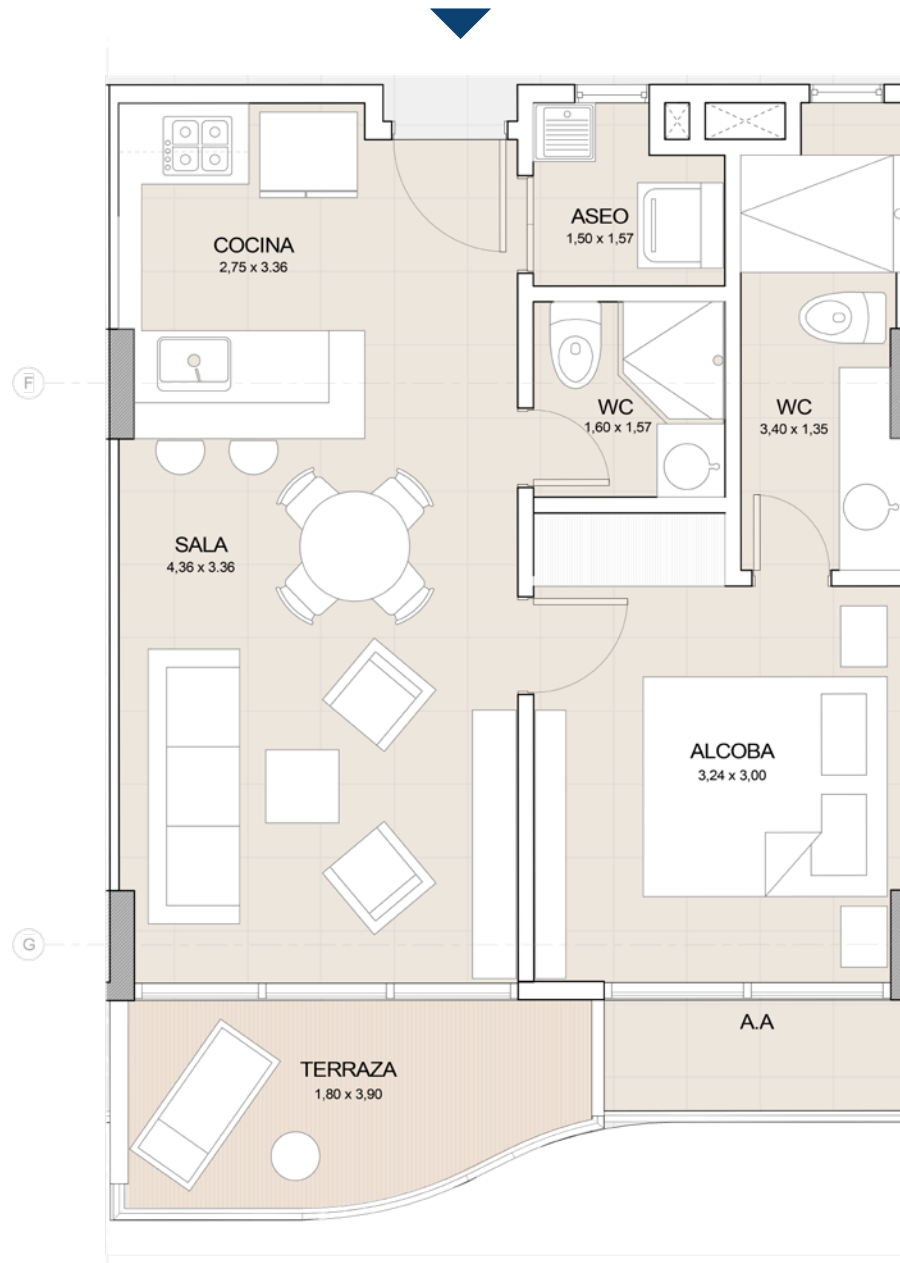 ASEO
1,50 x 1,57
COCINA
2,75 x 3.36
F
WC
1,60 x 1,57
WC
3,40 x 1,35
SALA
4,36 x 3.36
ALCOBA
3,24 x 3,00
G
A.A
TERRAZA
1,80 x 3,90